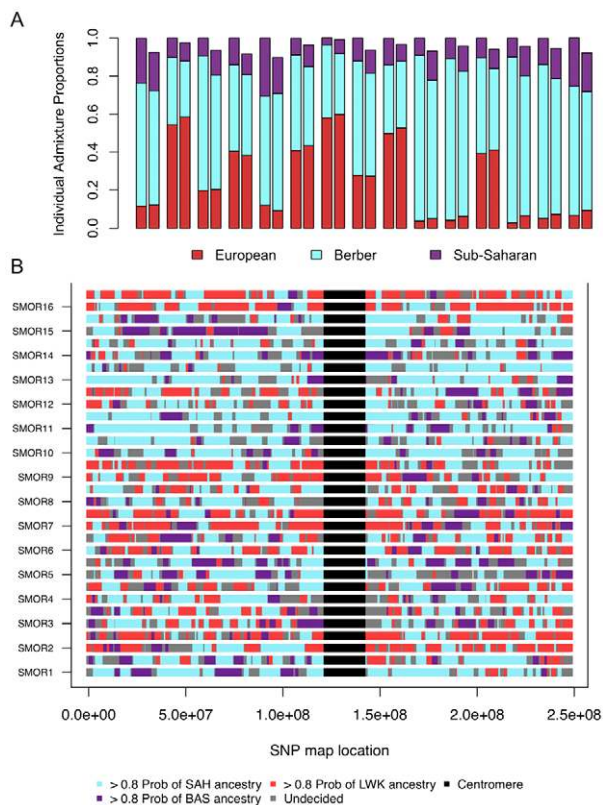 A
Individual Admixture Proportions
1.0
0.8
0.6
0.4
0.2
0.0
European Berber Sub-Saharan
B
SMOR16
SMOR15
SMOR14
SMOR13
SMOR12
SMOR11
SMOR10
SMOR9
SMOR8
SMOR7
SMOR6
SMOR5
SMOR4
SMOR3
SMOR2
SMOR1
0.0e+00 5.0e+07 1.0e+08 1.5e+08 2.0e+08 2.5e+08
SNP map location
> 0.8 Prob of SAH ancestry > 0.8 Prob of LWK ancestry Centromere
> 0.8 Prob of BAS ancestry Undecided